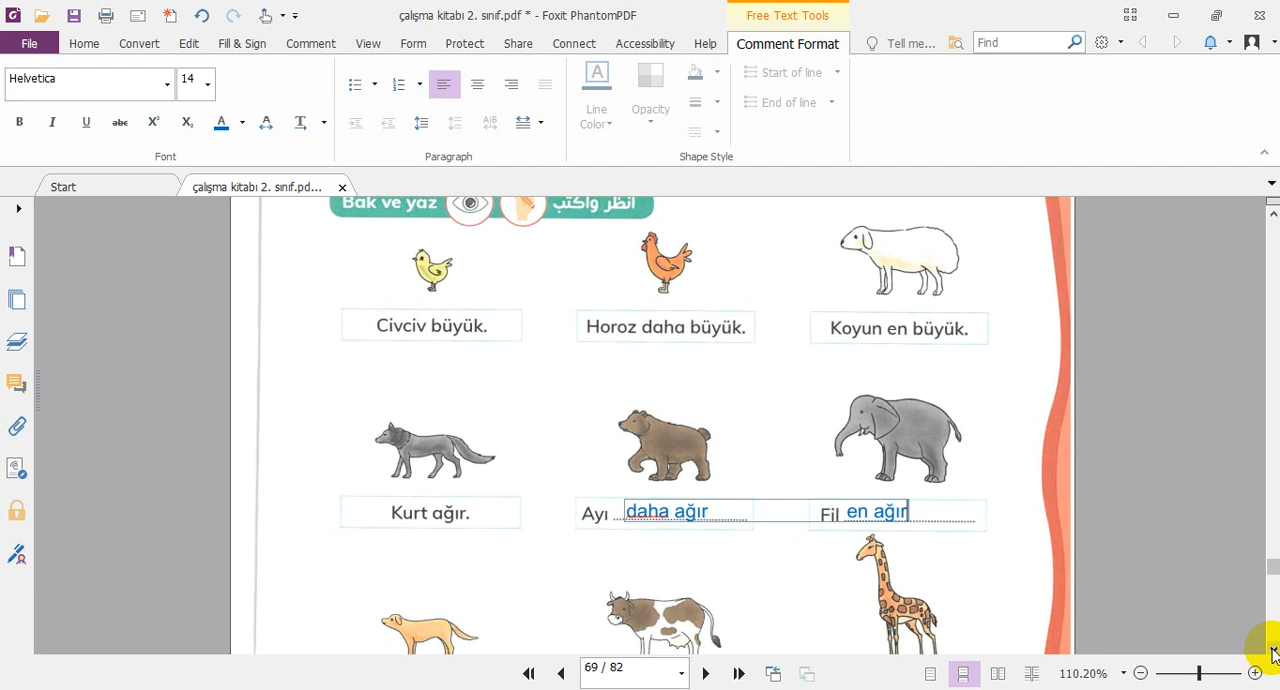 çalışma kitabı 2. sınıf.pdf * - Foxit PhantomPDF
Free Text Tools
File Home Convert Edit Fill & Sign Comment View Form Protect Share Connect Accessibility Help Comment Format Tell me... Find
Helvetica 14
Start of line
End of line
Line Color
Opacity
B I U abc X² X₂ A A T
Font Paragraph Shape Style
Start çalışma kitabı 2. sınıf.pd...
Bak ve yaz انظر واكتب
Civciv büyük. Horoz daha büyük. Koyun en büyük.
Kurt ağır. Ayı daha ağır Fil en ağır
69 / 82 110.20%